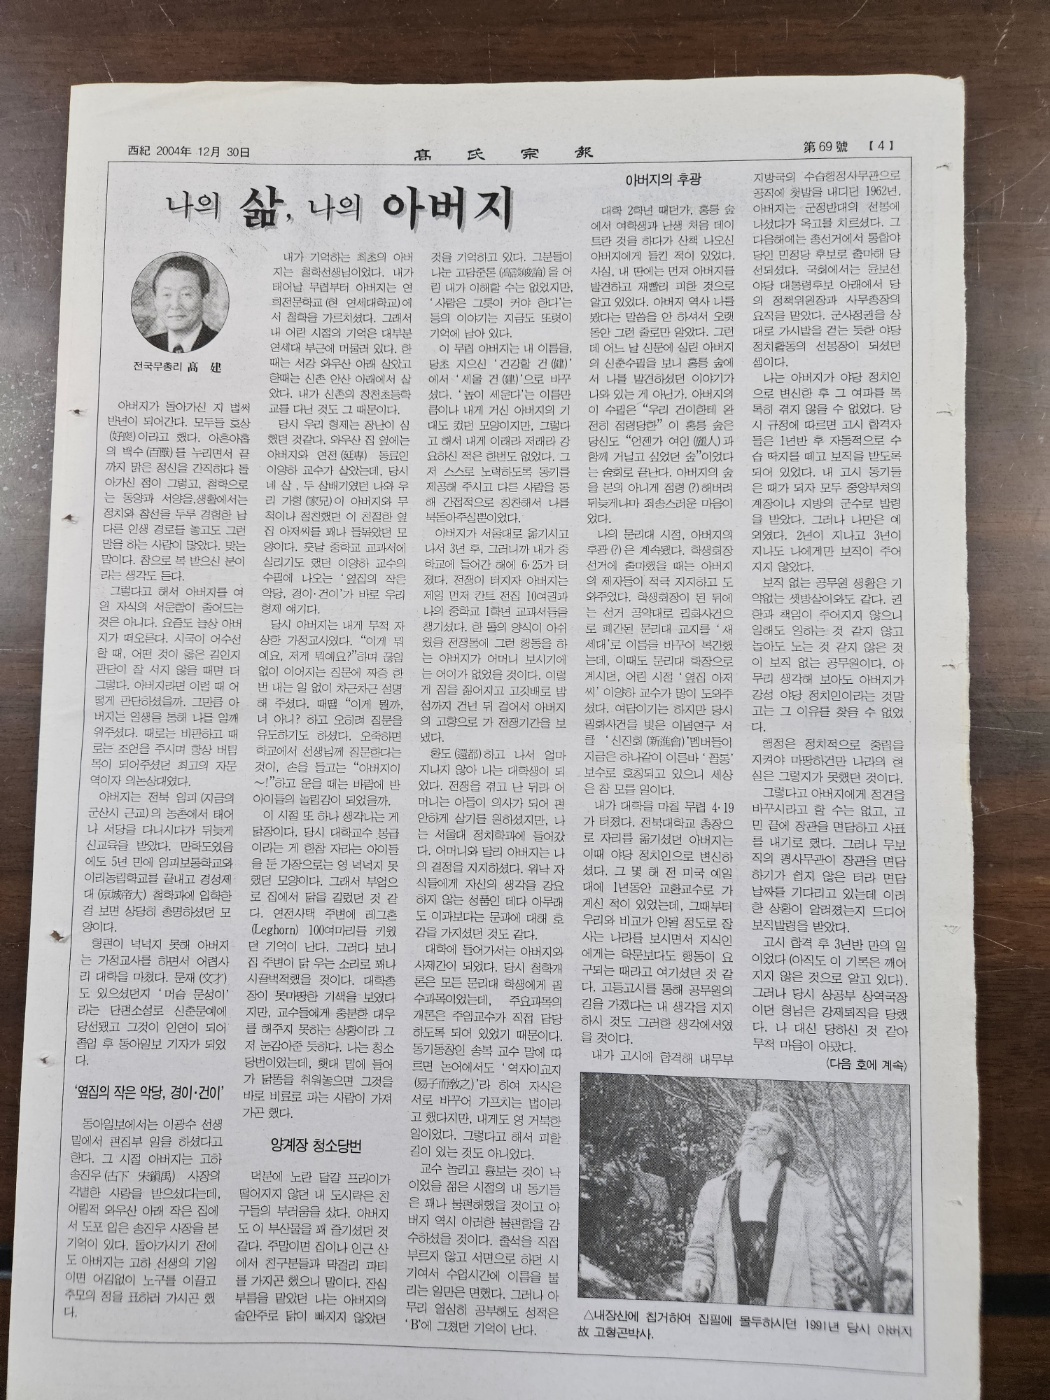 西紀 2004年 12月 30日
高氏宗報
第69號 【4】
나의 삶, 나의 아버지
전국무총리 高 建
아버지가 돌아가신 지 벌써
반년이 되어간다. 모두들 호상
(好喪)이라고 했다. 아흔아홉
의 백수(百獸)를 누리면서 끝
까지 맑은 정신을 간직하다 돌
아가신 점이 그렇고, 철학으로
는 동양과 서양을,생활에서는
정치와 참선을 두루 경험한 남
다른 인생 경로를 놓고도 그런
말을 하는 사람이 많았다. 맞는
말이다. 참으로 복 받으신 분이
라는 생각도 든다.
그렇다고 해서 아버지를 여
읜 자식의 서운함이 줄어드는
것은 아니다. 요즘도 늘상 아버
지가 떠오른다. 시국이 어수선
할 때, 어떤 것이 옳은 길인지
판단이 잘 서지 않을 때면 더
그렇다. 아버지라면 이럴 때 어
떻게 판단하셨을까. 그만큼 아
버지는 인생을 통해 나를 일깨
워주셨다. 때로는 비판하고 때
로는 조언을 주시며 항상 버팀
목이 되어주셨던 최고의 자문
역이자 의논상대였다.
아버지는 전북 임피(지금의
군산시 근교)의 농촌에서 태어
나 서당을 다니시다가 뒤늦게
신교육을 받았다. 만학도였음
에도 5년 만에 임피보통학교와
이리농림학교를 끝내고 경성제
대(京城帝大) 철학과에 입학한
걸 보면 상당히 총명하셨던 모
양이다.
형편이 넉넉지 못해 아버지
는 가정교사를 하면서 어렵사
리 대학을 마쳤다. 문재(文才)
도 있으셨던지 ‘머슴 문성이’
라는 단편소설로 신춘문예에
당선됐고 그것이 인연이 되어
졸업 후 동아일보 기자가 되었
다.
‘옆집의 작은 악당, 경이·건이’
동아일보에서는 이광수 선생
밑에서 편집부 일을 하셨다고
한다. 그 시절 아버지는 고하
송진우(古下 宋鎭禹) 사장의
각별한 사랑을 받으셨다는데,
어렴적 와우산 아래 작은 집에
서 도포 입은 송진우 사장을 본
기억이 있다. 돌아가시기 전에
도 아버지는 고하 선생의 기일
이면 어김없이 노구를 이끌고
추모의 정을 표하러 가시곤 했
다.
내가 기억하는 최초의 아버
지는 철학선생님이었다. 내가
태어날 무렵부터 아버지는 연
희전문학교(현 연세대학교)에
서 철학을 가르치셨다. 그래서
내 어린 시절의 기억은 대부분
연세대 부근에 머물러 있다. 한
때는 서강 와우산 아래 살았고
한때는 신촌 안산 아래에서 살
았다. 내가 신촌의 창천초등학
교를 다닌 것도 그 때문이다.
당시 우리 형제는 장난이 심
했던 것같다. 와우산 집 앞에는
아버지와 연전(延專) 동료인
이양하 교수가 살았는데, 당시
네 살, 두 살배기였던 나와 우
리 가형(家兄)이 아버지와 무
척이나 절친했던 이 친절한 옆
집 아저씨를 꽤나 들볶았던 모
양이다. 훗날 중학교 교과서에
실리기도 했던 이양하 교수의
수필에 나오는 ‘옆집의 작은
악당, 경이·건이’가 바로 우리
형제 얘기다.
당시 아버지는 내게 무척 자
상한 가정교사였다. “이게 뭐
예요, 저게 뭐예요?”하며 끊임
없이 이어지는 질문에 짜증 한
번 내는 일 없이 차근차근 설명
해 주셨다. 때땔 “이게 뭘까,
너 아니? 하고 오히려 질문을
유도하기도 하셨다. 오죽하면
학교에서 선생님께 질문한다는
것이, 손을 들고는 “아버지이
~!”하고 운을 떼는 바람에 반
아이들의 놀림감이 되었을까.
이 시점 또 하나 생각나는 게
닭장이다. 당시 대학교수 봉급
이라는 게 한참 자라는 아이들
을 둔 가장으로는 영 넉넉지 못
했던 모양이다. 그래서 부업으
로 집에서 닭을 길렀던 것 같
다. 연전사택 주변에 레그혼
(Leghorn) 100여마리를 키웠
던 기억이 난다. 그러다 보니
집 주변이 닭 우는 소리로 꽤나
시끌벅적했을 것이다. 대학총
장이 못마땅한 기색을 보였다
지만, 교수들에게 충분한 대우
를 해주지 못하는 상황이라 그
저 눈감아준 듯하다. 나는 청소
당번이었는데, 횃대 밑에 들어
가 닭똥을 취워놓으면 그것을
바로 비료로 파는 사람이 가져
가곤 했다.
양계장 청소당번
덕분에 노란 달걀 프라이가
떨어지지 않던 내 도시락은 친
구들의 부러움을 샀다. 아버지
도 이 부산물을 꽤 즐기셨던 것
같다. 주말이면 집이나 인근 산
에서 친구분들과 막걸리 파티
를 가지곤 했으니 말이다. 잔심
부름을 맡았던 나는 아버지의
술안주로 닭이 빠지지 않았던
것을 기억하고 있다. 그분들이
나눈 고담준론(高談峻論)을 어
린 내가 이해할 수는 없었지만,
‘사람은 그릇이 커야 한다’는
등의 이야기는 지금도 또렷이
기억에 남아 있다.
이 무렵 아버지는 내 이름을,
당초 지으신 ‘건강할 건(健)’
에서 ‘세울 건(建)’으로 바꾸
셨다. ‘높이 세운다’는 이름만
큼이나 내게 거신 아버지의 기
대도 컸던 모양이지만, 그렇다
고 해서 내게 이래라 저래라 강
요하신 적은 한번도 없었다. 그
저 스스로 노력하도록 동기를
제공해 주시고 다른 사람을 통
해 간접적으로 칭찬해서 나를
북돋아주실뿐이었다.
아버지가 서울대로 옮기시고
나서 3년 후, 그러니까 내가 중
학교에 들어간 해에 6·25가 터
졌다. 전쟁이 터지자 아버지는
제일 먼저 칸트 전집 10여권과
나의 중학교 1학년 교과서들을
챙기셨다. 한 톨의 양식이 아쉬
웠을 전쟁통에 그런 행동을 하
는 아버지가 어머니 보시기에
는 어이가 없었을 것이다. 이렇
게 짐을 짊어지고 고깃배로 밤
섬까지 건넌 뒤 걸어서 아버지
의 고향으로 가 전쟁기간을 보
냈다.
환도(還都)하고 나서 얼마
지나지 않아 나는 대학생이 되
었다. 전쟁을 겪고 난 뒤라 어
머니는 아들이 의사가 되어 편
안하게 살기를 원하셨지만, 나
는 서울대 정치학과에 들어갔
다. 어머니와 달리 아버지는 나
의 결정을 지지하셨다. 워낙 자
식들에게 자신의 생각을 강요
하지 않는 성품인 데다 아무래
도 이과보다는 문과에 대해 호
감을 가지셨던 것도 같다.
대학에 들어가서는 아버지와
사제간이 되었다. 당시 철학개
론은 모든 문리대 학생에게 필
수과목이었는데, 주요과목의
개론은 주임교수가 직접 담당
하도록 되어 있었기 때문이다.
동기동창인 송복 교수 말에 따
르면 논어에서도 ‘역자이교지
(易子而敎之)’라 하여 자식은
서로 바꾸어 가르치는 법이라
고 했다지만, 내게도 영 거북한
일이었다. 그렇다고 해서 피할
길이 있는 것도 아니었다.
교수 놀리고 흉보는 것이 낙
이었을 젊은 시절의 내 동기들
은 꽤나 불편해했을 것이고 아
버지 역시 이러한 불편함을 감
수하셨을 것이다. 출석을 직접
부르지 않고 서면으로 하던 시
기여서 수업시간에 이름을 불
리는 일만은 면했다. 그러나 아
무리 열심히 공부해도 성적은
‘B’에 그쳤던 기억이 난다.
아버지의 후광
대학 2학년 때던가, 홍릉 숲
에서 여학생과 난생 처음 데이
트란 것을 하다가 산책 나오신
아버지에게 들킨 적이 있었다.
사실, 내 딴에는 먼저 아버지를
발견하고 재빨리 피한 것으로
알고 있었다. 아버지 역시 나를
봤다는 말씀을 안 하셔서 오랫
동안 그런 줄로만 알았다. 그런
데 어느 날 신문에 실린 아버지
의 신춘수필을 보니 홍릉 숲에
서 나를 발견하셨던 이야기가
나와 있는 게 아닌가. 아버지의
이 수필은 “우리 건이한테 완
전히 점령당한” 이 홍릉 숲은
당신도 “언젠가 여인(麗人)과
함께 거닐고 싶었던 숲”이었다
는 술회로 끝난다. 아버지의 숲
을 본의 아니게 점령(?)해버려
뒤늦게나마 죄송스러운 마음이
었다.
나의 문리대 시절, 아버지의
후광(?)은 계속됐다. 학생회장
선거에 출마했을 때는 아버지
의 제자들이 적극 지지하고 도
와주었다. 학생회장이 된 뒤에
는 선거 공약대로 필화사건으
로 폐간된 문리대 교지를 ‘새
세대’로 이름을 바꾸어 복간했
는데, 이때도 문리대 학장으로
계시던, 어린 시절 ‘옆집 아저
씨’ 이양하 교수가 많이 도와주
셨다. 여담이기는 하지만 당시
필화사건을 빚은 이념연구 서
클 ‘신진회(新進會)’멤버들이
지금은 하나같이 이른바 ‘꼴통’
보수로 호칭되고 있으니 세상
은 참 모를 일이다.
내가 대학을 마칠 무렵 4·19
가 터졌다. 전북대학교 총장으
로 자리를 옮기셨던 아버지는
이때 야당 정치인으로 변신하
셨다. 그 몇 해 전 미국 예일
대에 1년동안 교환교수로 가
계신 적이 있었는데, 그때부터
우리와 비교가 안될 정도로 잘
사는 나라를 보시면서 지식인
에게는 학문보다도 행동이 요
구되는 때라고 여기셨던 것 같
다. 고등고시를 통해 공무원의
길을 가겠다는 내 생각을 지지
하시 것도 그러한 생각에서였
을 것이다.
내가 고시에 합격해 내무부
지방국의 수습행정사무관으로
공직에 첫발을 내디딘 1962년,
아버지는 군정반대의 선봉에
나섰다가 옥고를 치르셨다. 그
다음해에는 총선거에서 통합야
당인 민정당 후보로 출마해 당
선되셨다. 국회에서는 윤보선
야당 대통령후보 아래에서 당
의 정책위원장과 사무총장의
요직을 맡았다. 군사정권을 상
대로 가시밭을 걷는 듯한 야당
정치활동의 선봉장이 되셨던
셈이다.
나는 아버지가 야당 정치인
으로 변신한 후 그 여파를 톡
톡히 겪지 않을 수 없었다. 당
시 규정에 따르면 고시 합격자
들은 1년반 후 자동적으로 수
습 딱지를 떼고 보직을 받도록
되어 있었다. 내 고시 동기들
은 때가 되자 모두 중앙부처의
계장이나 지방의 군수로 발령
을 받았다. 그러나 나만은 예
외였다. 2년이 지나고 3년이
지나도 나에게만 보직이 주어
지지 않았다.
보직 없는 공무원 생활은 기
약없는 셋방살이와도 같다. 권
한과 책임이 주어지지 않으니
일해도 일하는 것 같지 않고
놀아도 노는 것 같지 않은 것
이 보직 없는 공무원이다. 아
무리 생각해 보아도 아버지가
강성 야당 정치인이라는 것말
고는 그 이유를 찾을 수 없었
다.
행정은 정치적으로 중립을
지켜야 마땅하건만 나라의 현
실은 그렇지가 못했던 것이다.
그렇다고 아버지에게 정견을
바꾸시라고 할 수는 없고, 고
민 끝에 장관을 면담하고 사표
를 내기로 했다. 그러나 무보
직의 평사무관이 장관을 면담
하기가 쉽지 않은 터라 면담
날짜를 기다리고 있는데 이러
한 상황이 알려졌는지 드디어
보직발령을 받았다.
고시 합격 후 3년반 만의 일
이었다(아직도 이 기록은 깨어
지지 않은 것으로 알고 있다).
그러나 당시 상공부 상역국장
이던 형님은 강제퇴직을 당했
다. 나 대신 당하신 것 같아
무척 마음이 아팠다.
〈다음 호에 계속〉
△내장산에 칩거하여 집필에 몰두하시던 1991년 당시 아버지
故 고형곤박사.